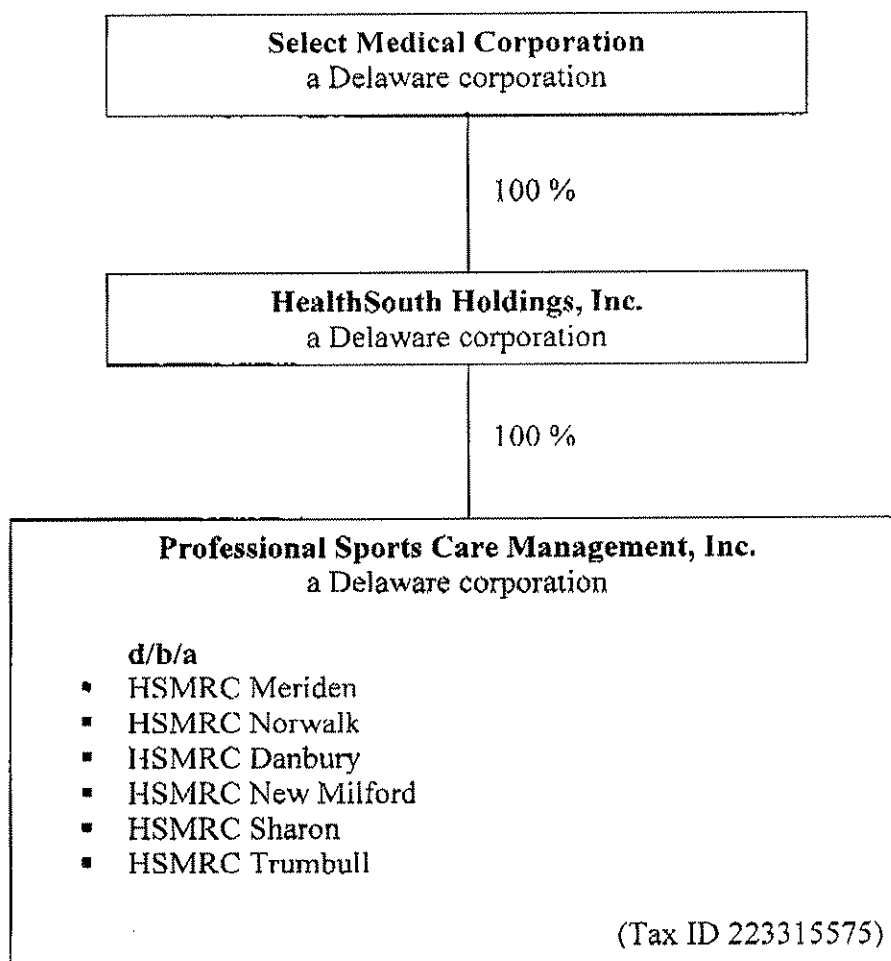 Select Medical Corporation
a Delaware corporation
100 %
HealthSouth Holdings, Inc.
a Delaware corporation
100 %
Professional Sports Care Management, Inc.
a Delaware corporation
d/b/a
▪ HSMRC Meriden
▪ HSMRC Norwalk
▪ HSMRC Danbury
▪ HSMRC New Milford
▪ HSMRC Sharon
▪ HSMRC Trumbull
(Tax ID 223315575)